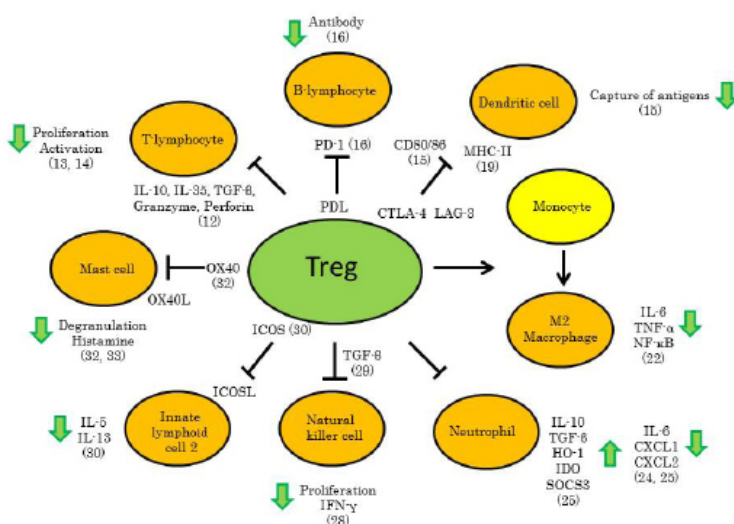 Antibody
(16)
B-lymphocyte
PD-1 (16)
PDL
Dendritic cell
Capture of antigens
(15)
CD80/86
(15)
MHC-II
(19)
CTLA-4 LAG-3
T-lymphocyte
Proliferation
Activation
(13, 14)
IL-10, IL-35, TGF-β,
Granzyme, Perforin
(12)
Monocyte
Treg
Mast cell
OX40
(32)
OX40L
Degranulation
Histamine
(32, 33)
M2
Macrophage
IL-6
TNF-α
NF-κB
(22)
ICOS (30)
ICOSL
Innate
lymphoid
cell 2
IL-5
IL-13
(30)
TGF-β
(29)
Natural
killer cell
Proliferation
IFN-γ
(28)
Neutrophil
IL-10
TGF-β
HO-1
IDO
SOCS3
(25)
IL-6
CXCL1
CXCL2
(24, 25)